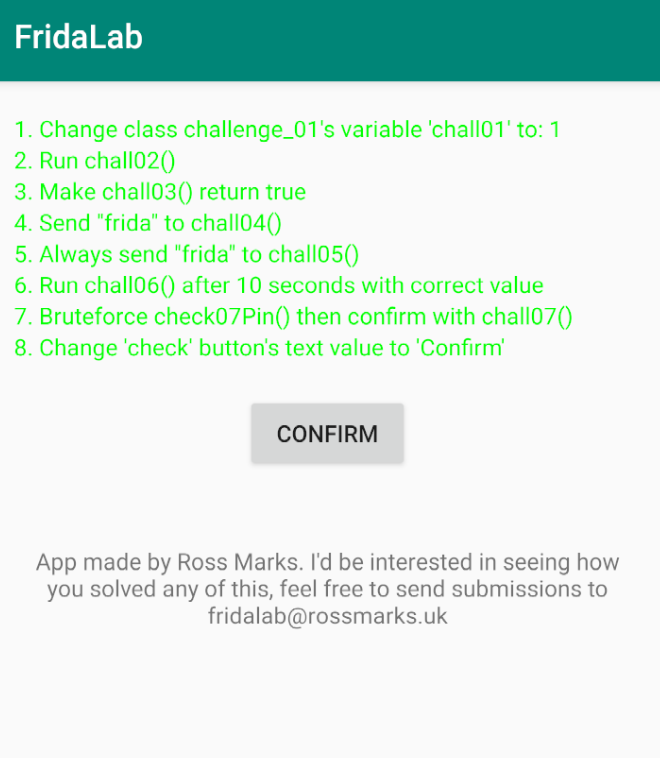 FridaLab
1. Change class challenge_01's variable 'chall01' to: 1
2. Run chall02()
3. Make chall03() return true
4. Send "frida" to chall04()
5. Always send "frida" to chall05()
6. Run chall06() after 10 seconds with correct value
7. Bruteforce check07Pin() then confirm with chall07()
8. Change 'check' button's text value to 'Confirm'
CONFIRM
App made by Ross Marks. I'd be interested in seeing how
you solved any of this, feel free to send submissions to
fridalab@rossmarks.uk